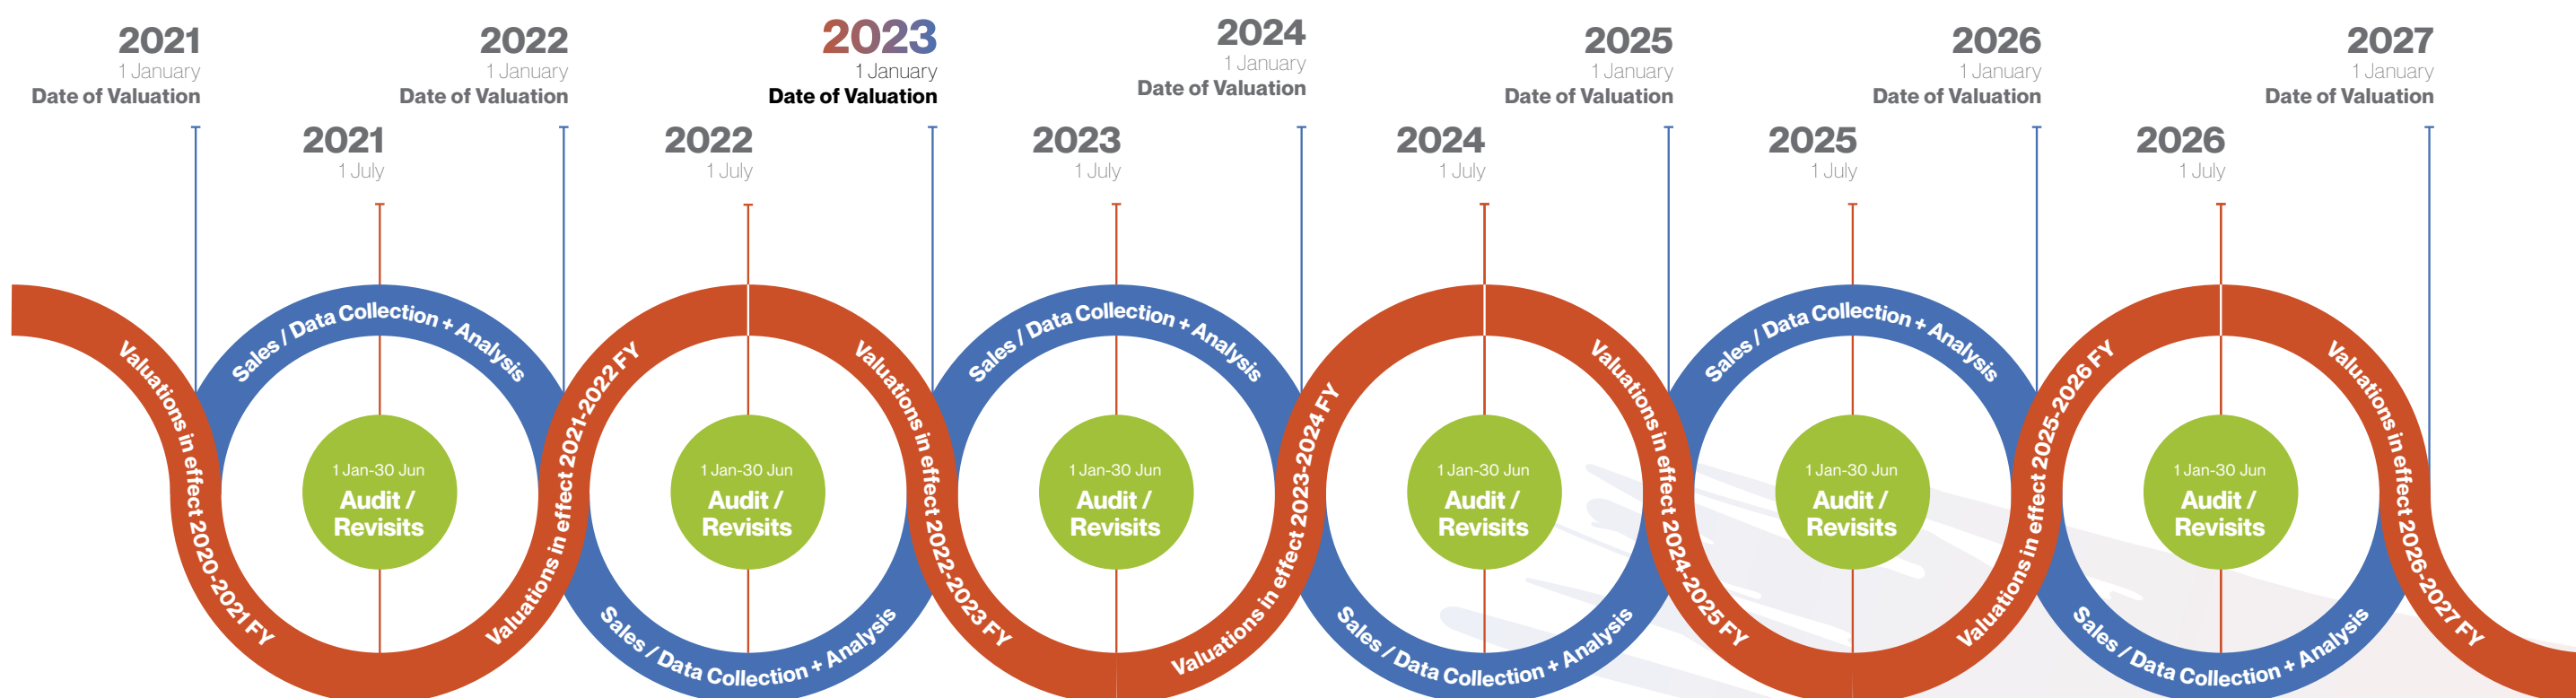 2021
1 January
Date of Valuation
2022
1 January
Date of Valuation
2023
1 January
Date of Valuation
2024
1 January
Date of Valuation
2025
1 January
Date of Valuation
2026
1 January
Date of Valuation
2027
1 January
Date of Valuation
2021
1 July
2022
1 July
2023
1 July
2024
1 July
2025
1 July
2026
1 July
Valuations in effect 2020-2021 FY
Sales / Data Collection + Analysis
1 Jan-30 Jun
Audit /
Revisits
Valuations in effect 2021-2022 FY
1 Jan-30 Jun
Audit /
Revisits
Sales / Data Collection + Analysis
Valuations in effect 2022-2023 FY
Sales / Data Collection + Analysis
1 Jan-30 Jun
Audit /
Revisits
Valuations in effect 2023-2024 FY
1 Jan-30 Jun
Audit /
Revisits
Sales / Data Collection + Analysis
Valuations in effect 2024-2025 FY
Sales / Data Collection + Analysis
1 Jan-30 Jun
Audit /
Revisits
Valuations in effect 2025-2026 FY
1 Jan-30 Jun
Audit /
Revisits
Sales / Data Collection + Analysis
Valuations in effect 2026-2027 FY